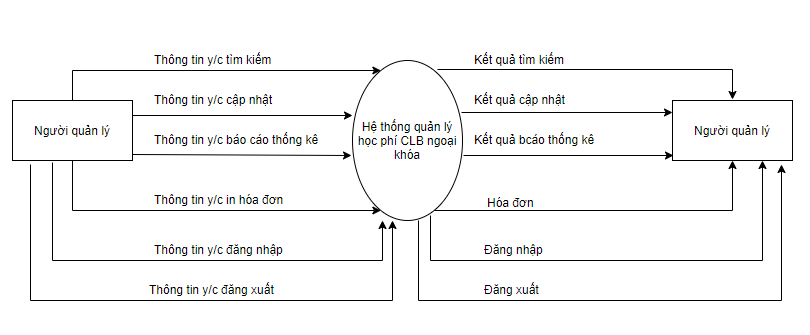 Thông tin y/c tìm kiếm
Kết quả tìm kiếm
Thông tin y/c cập nhật
Kết quả cập nhật
Người quản lý
Hệ thống quản lý
học phí CLB ngoại
khóa
Người quản lý
Thông tin y/c báo cáo thống kê
Kết quả bcáo thống kê
Thông tin y/c in hóa đơn
Hóa đơn
Thông tin y/c đăng nhập
Đăng nhập
Thông tin y/c đăng xuất
Đăng xuất